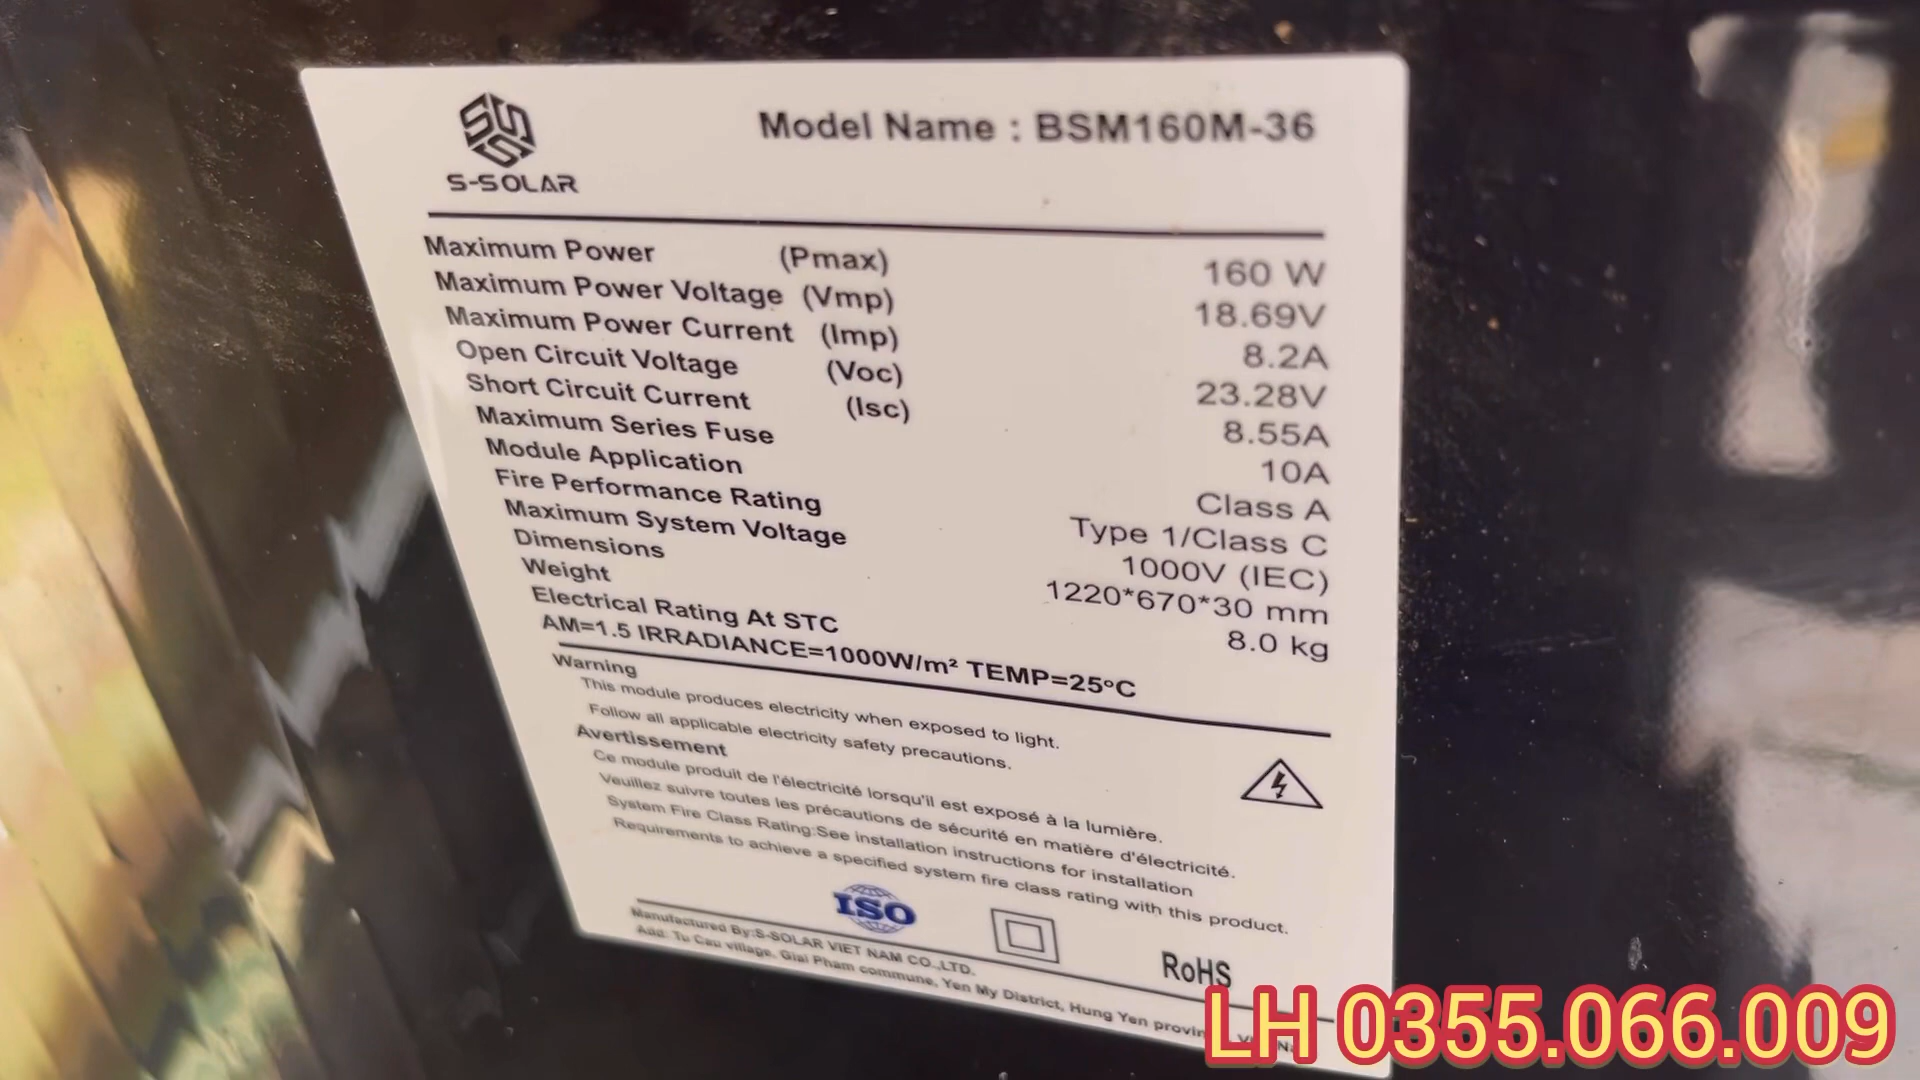 S-SOLAR
Model Name : BSM160M-36
Maximum Power (Pmax) 160 W
Maximum Power Voltage (Vmp) 18.69V
Maximum Power Current (Imp) 8.2A
Open Circuit Voltage (Voc) 23.28V
Short Circuit Current (Isc) 8.55A
Maximum Series Fuse 10A
Module Application Class A
Fire Performance Rating Type 1/Class C
Maximum System Voltage 1000V (IEC)
Dimensions 1220*670*30 mm
Weight 8.0 kg
Electrical Rating At STC
AM=1.5 IRRADIANCE=1000W/m² TEMP=25°C
Warning
This module produces electricity when exposed to light.
Follow all applicable electricity safety precautions.
Avertissement
Ce module produit de l'électricité lorsqu'il est exposé à la lumière.
Veuillez suivre toutes les précautions de sécurité en matière d'électricité.
System Fire Class Rating:See installation instructions for installation
Requirements to achieve a specified system fire class rating with this product.
ISO
RoHS
Manufactured By:S-SOLAR VIET NAM CO.,LTD.
Add: Tu Cau village, Giai Pham commune, Yen My District, Hung Yen
LH 0355.066.009